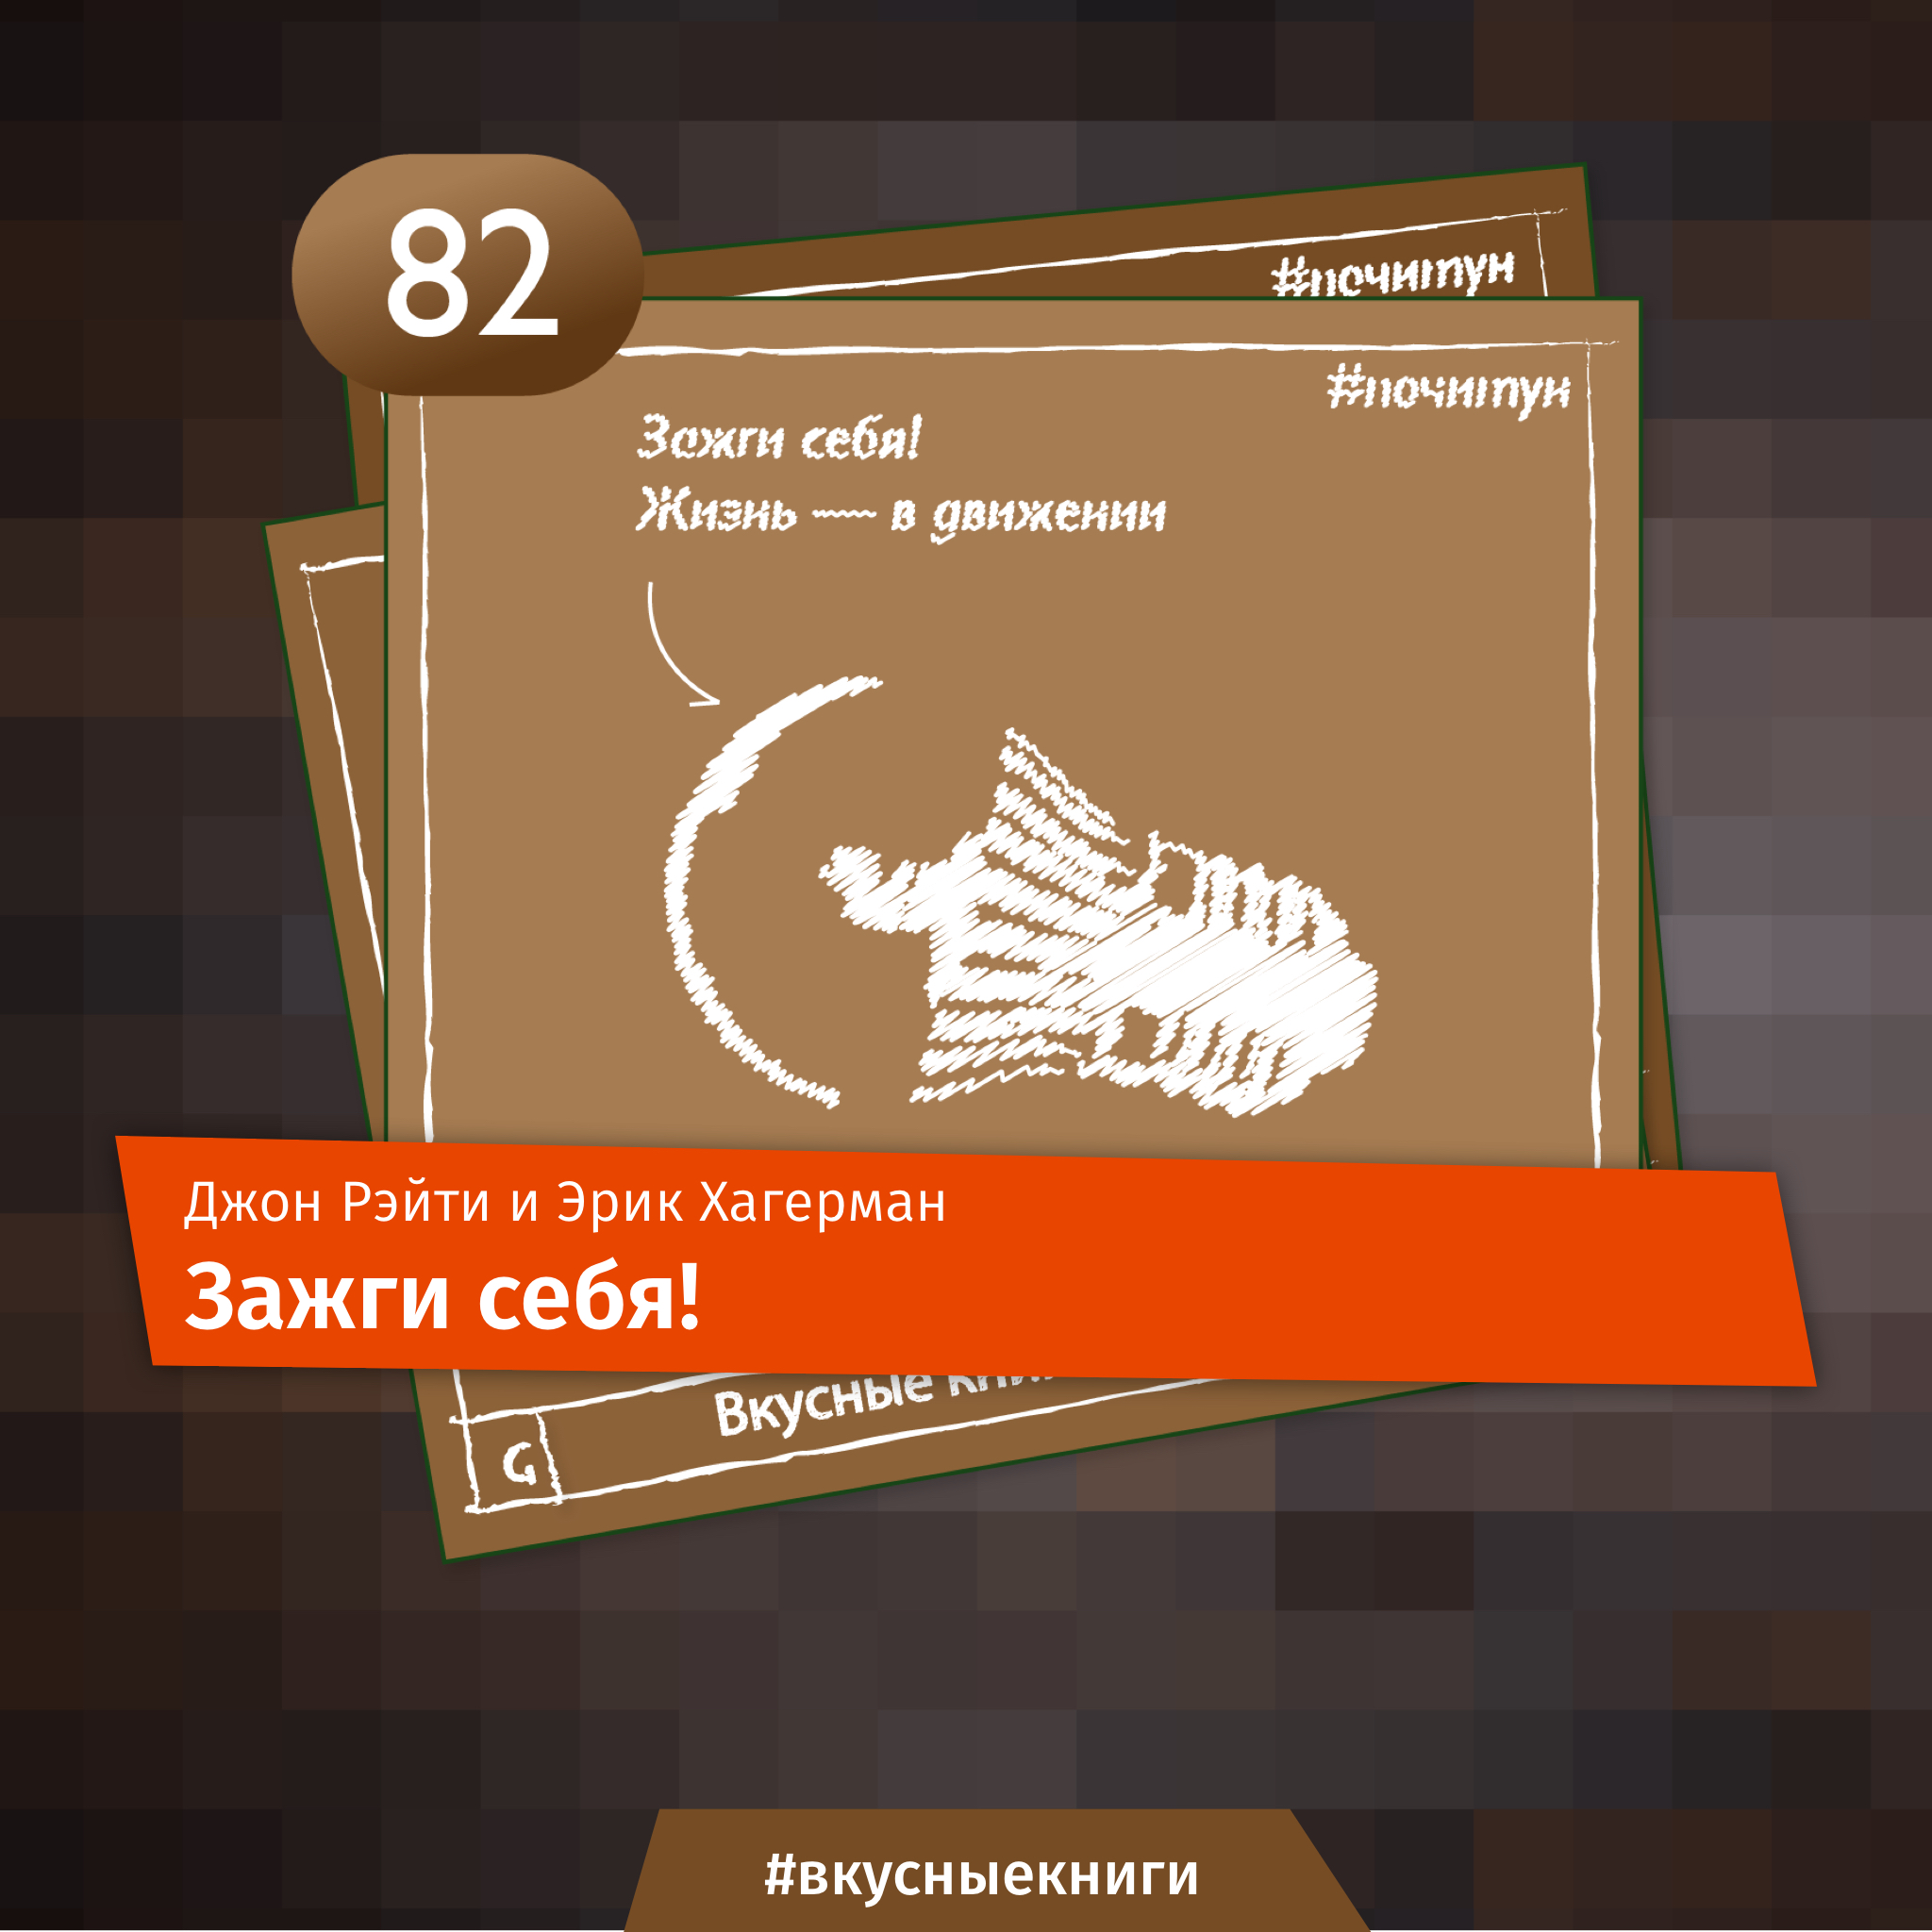 82
#почитун
#почитун
Зажги себя!
Жизнь — в движении
Джон Рэйти и Эрик Хагерман
Зажги себя!
Вкусные
G
#вкусныекниги